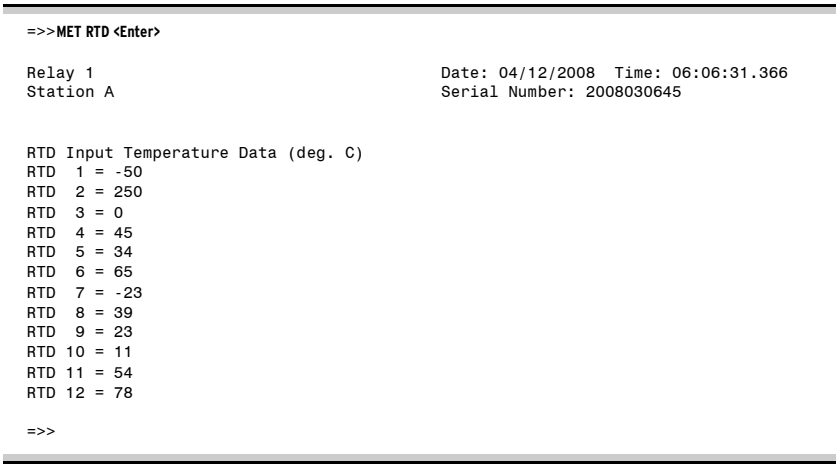 =>>MET RTD <Enter>
Relay 1 Date: 04/12/2008 Time: 06:06:31.366
Station A Serial Number: 2008030645
RTD Input Temperature Data (deg. C)
RTD 1 = -50
RTD 2 = 250
RTD 3 = 0
RTD 4 = 45
RTD 5 = 34
RTD 6 = 65
RTD 7 = -23
RTD 8 = 39
RTD 9 = 23
RTD 10 = 11
RTD 11 = 54
RTD 12 = 78
=>>